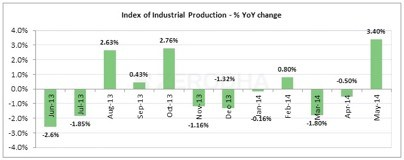 Index of Industrial Production - % YoY change
4.0%
3.0%
2.0%
1.0%
0.0%
-1.0%
-2.0%
-3.0%
-4.0%
-2.6%
-1.85%
2.63%
0.43%
2.76%
-1.16%
-1.32%
-0.16%
0.80%
-1.80%
-0.50%
3.40%
Jun-13
Jul-13
Aug-13
Sep-13
Oct-13
Nov-13
Dec-13
Jan-14
Feb-14
Mar-14
Apr-14
May-14